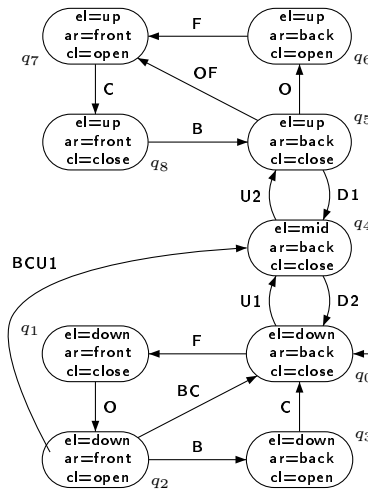 el=up
ar=front
cl=open
q7
F
el=up
ar=back
cl=open
q6
C
OF
O
el=up
ar=front
cl=close
q8
B
el=up
ar=back
cl=close
q5
U2
D1
el=mid
ar=back
cl=close
q4
BCU1
U1
D2
q1
el=down
ar=front
cl=close
F
el=down
ar=back
cl=close
q0
O
BC
C
el=down
ar=front
cl=open
q2
B
el=down
ar=back
cl=open
q3